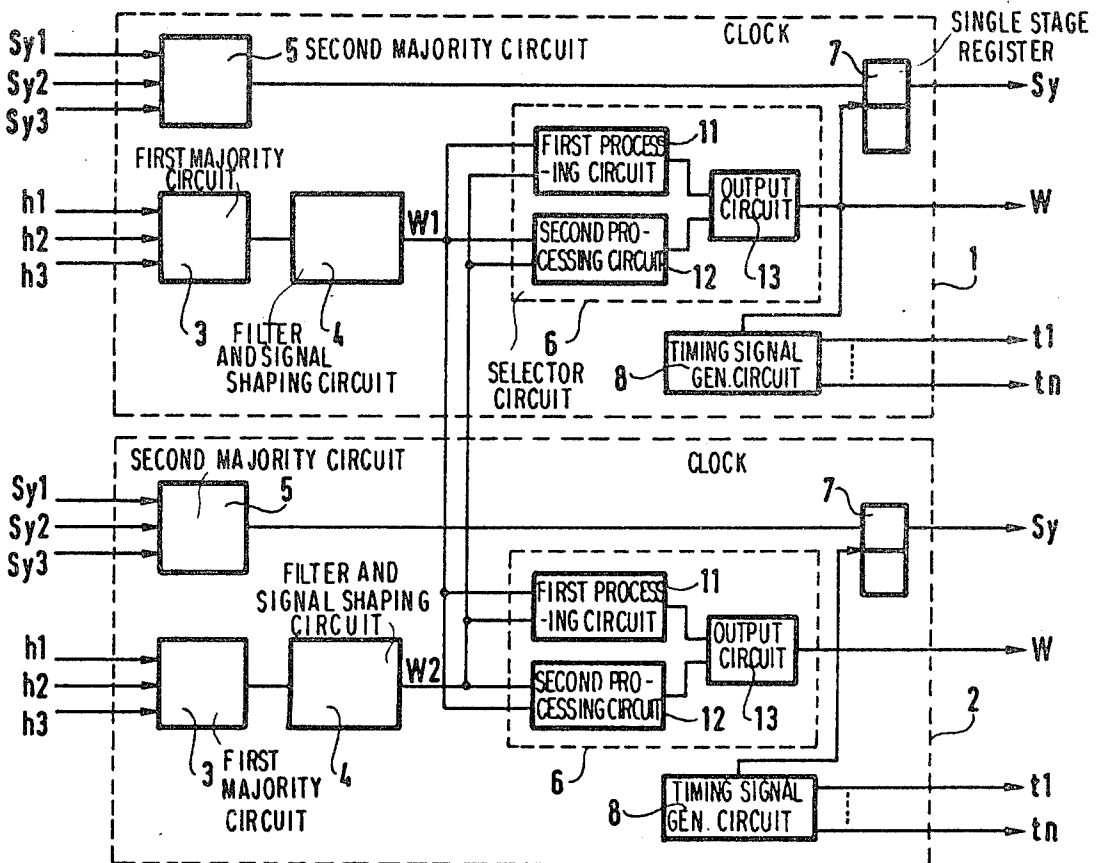 CLOCK
SINGLE STAGE
REGISTER
Sy1
Sy2
Sy3
5 SECOND MAJORITY CIRCUIT
7
Sy
FIRST MAJORITY
CIRCUIT
h1
h2
h3
3
4
FILTER
AND SIGNAL
SHAPING CIRCUIT
W1
FIRST PROCESS
-ING CIRCUIT
11
SECOND PRO-
CESSING CIRCUIT
12
OUTPUT
CIRCUIT
13
W
6
SELECTOR
CIRCUIT
1
TIMING SIGNAL
GEN. CIRCUIT
8
t1
tn
SECOND MAJORITY CIRCUIT
CLOCK
Sy1
Sy2
Sy3
5
7
Sy
FILTER AND
SIGNAL SHAPING
CIRCUIT
h1
h2
h3
3
FIRST
MAJORITY
CIRCUIT
4
W2
FIRST PROCESS
-ING CIRCUIT
11
SECOND PRO-
CESSING CIRCUIT
12
OUTPUT
CIRCUIT
13
W
6
2
TIMING SIGNAL
GEN. CIRCUIT
8
t1
tn